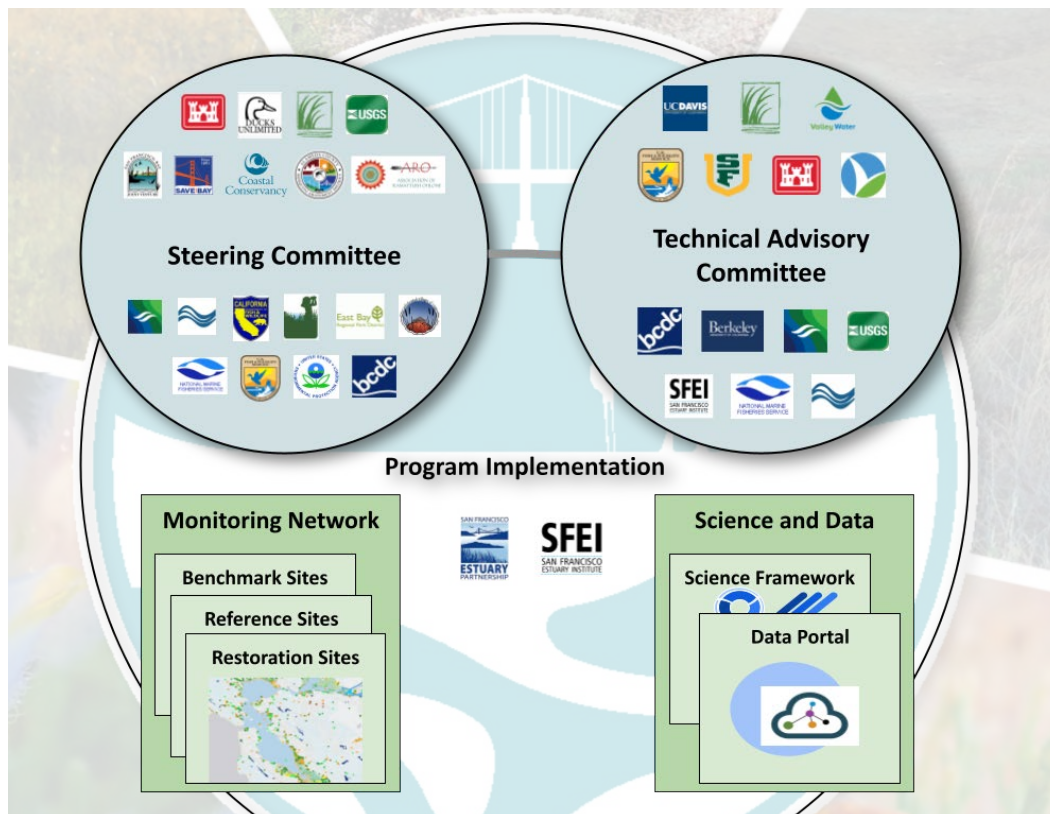 DUCKS
UNLIMITED
USGS
SAVE BAY
Coastal
Conservancy
ARO
Steering Committee
CALIFORNIA
East Bay
Regional Park District
NATIONAL MARINE
FISHERIES SERVICE
bcdc
UCDAVIS
Valley Water
SF
Technical Advisory
Committee
bcdc
Berkeley
USGS
SFEI
SAN FRANCISCO
ESTUARY INSTITUTE
NATIONAL MARINE
FISHERIES SERVICE
Program Implementation
Monitoring Network
Benchmark Sites
Reference Sites
Restoration Sites
SAN FRANCISCO
ESTUARY
PARTNERSHIP
SFEI
SAN FRANCISCO
ESTUARY INSTITUTE
Science and Data
Science Framework
Data Portal